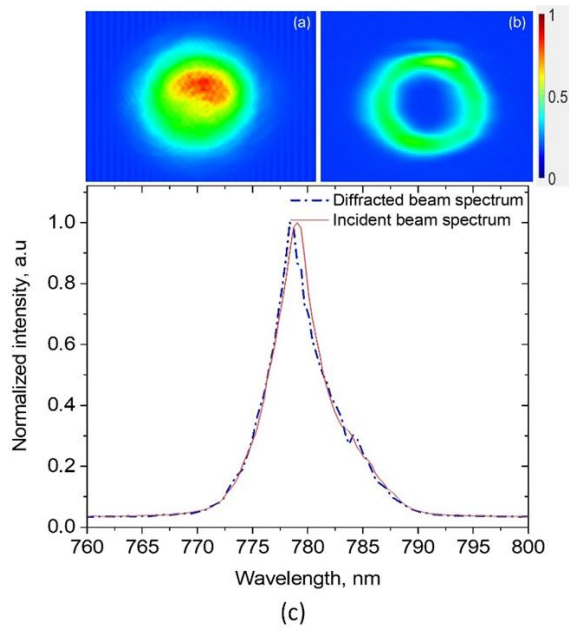 (a)
(b)
1
0.5
0
Diffracted beam spectrum
Incident beam spectrum
1.0
0.8
0.6
0.4
0.2
0.0
Normalized intensity, a.u
760 765 770 775 780 785 790 795 800
Wavelength, nm
(c)